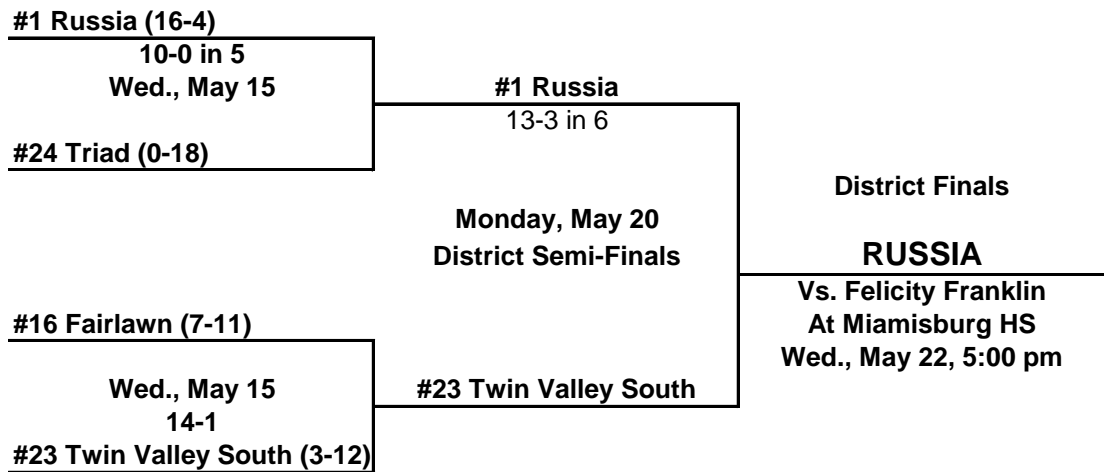 #1 Russia (16-4)
10-0 in 5
Wed., May 15
#1 Russia
13-3 in 6
#24 Triad (0-18)
District Finals
Monday, May 20
District Semi-Finals
RUSSIA
Vs. Felicity Franklin
At Miamisburg HS
Wed., May 22, 5:00 pm
#16 Fairlawn (7-11)
Wed., May 15
14-1
#23 Twin Valley South
#23 Twin Valley South (3-12)